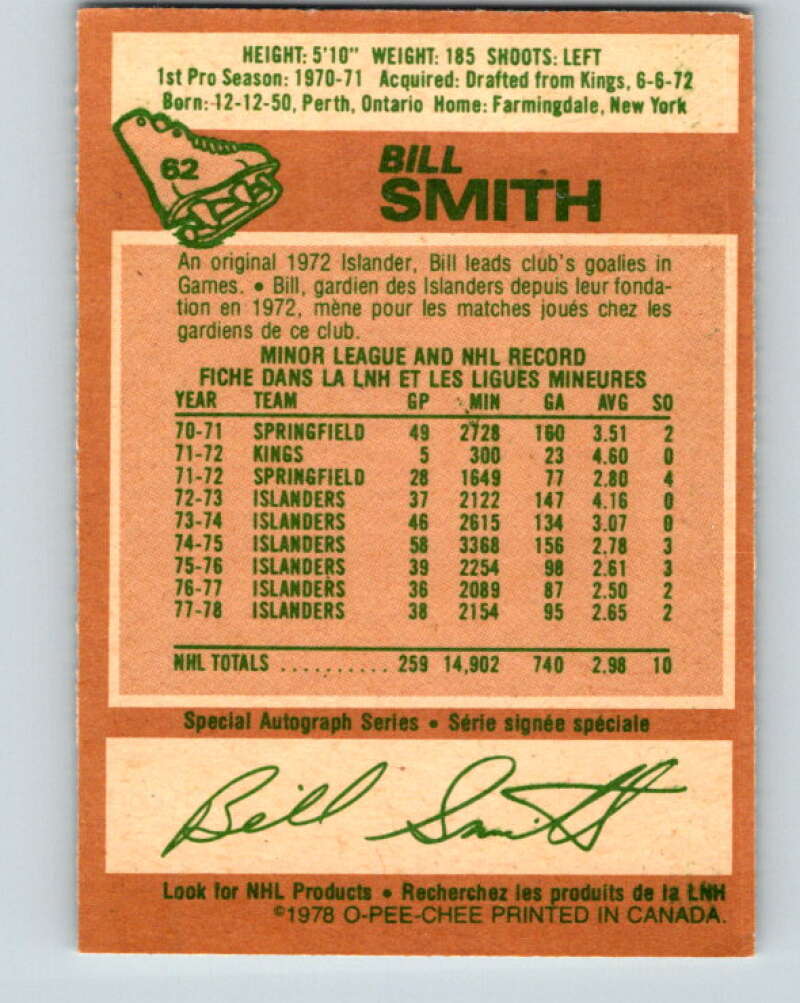 HEIGHT: 5'10" WEIGHT: 185 SHOOTS: LEFT
1st Pro Season: 1970-71 Acquired: Drafted from Kings, 6-6-72
Born: 12-12-50, Perth, Ontario Home: Farmingdale, New York
62
BILL
SMITH
An original 1972 Islander, Bill leads club's goalies in
Games. • Bill, gardien des Islanders depuis leur fonda-
tion en 1972, mène pour les matches joués chez les
gardiens de ce club.
MINOR LEAGUE AND NHL RECORD
FICHE DANS LA LNH ET LES LIGUES MINEURES
YEAR TEAM GP MIN GA AVG SO
70-71 SPRINGFIELD 49 2728 160 3.51 2
71-72 KINGS 5 300 23 4.60 0
71-72 SPRINGFIELD 28 1649 77 2.80 4
72-73 ISLANDERS 37 2122 147 4.16 0
73-74 ISLANDERS 46 2615 134 3.07 0
74-75 ISLANDERS 58 3368 156 2.78 3
75-76 ISLANDERS 39 2254 98 2.61 3
76-77 ISLANDERS 36 2089 87 2.50 2
77-78 ISLANDERS 38 2154 95 2.65 2
NHL TOTALS .......... 259 14,902 740 2.98 10
Special Autograph Series • Série signée spéciale
Bill Smith
Look for NHL Products • Recherchez les produits de la LNH
©1978 O-PEE-CHEE PRINTED IN CANADA.